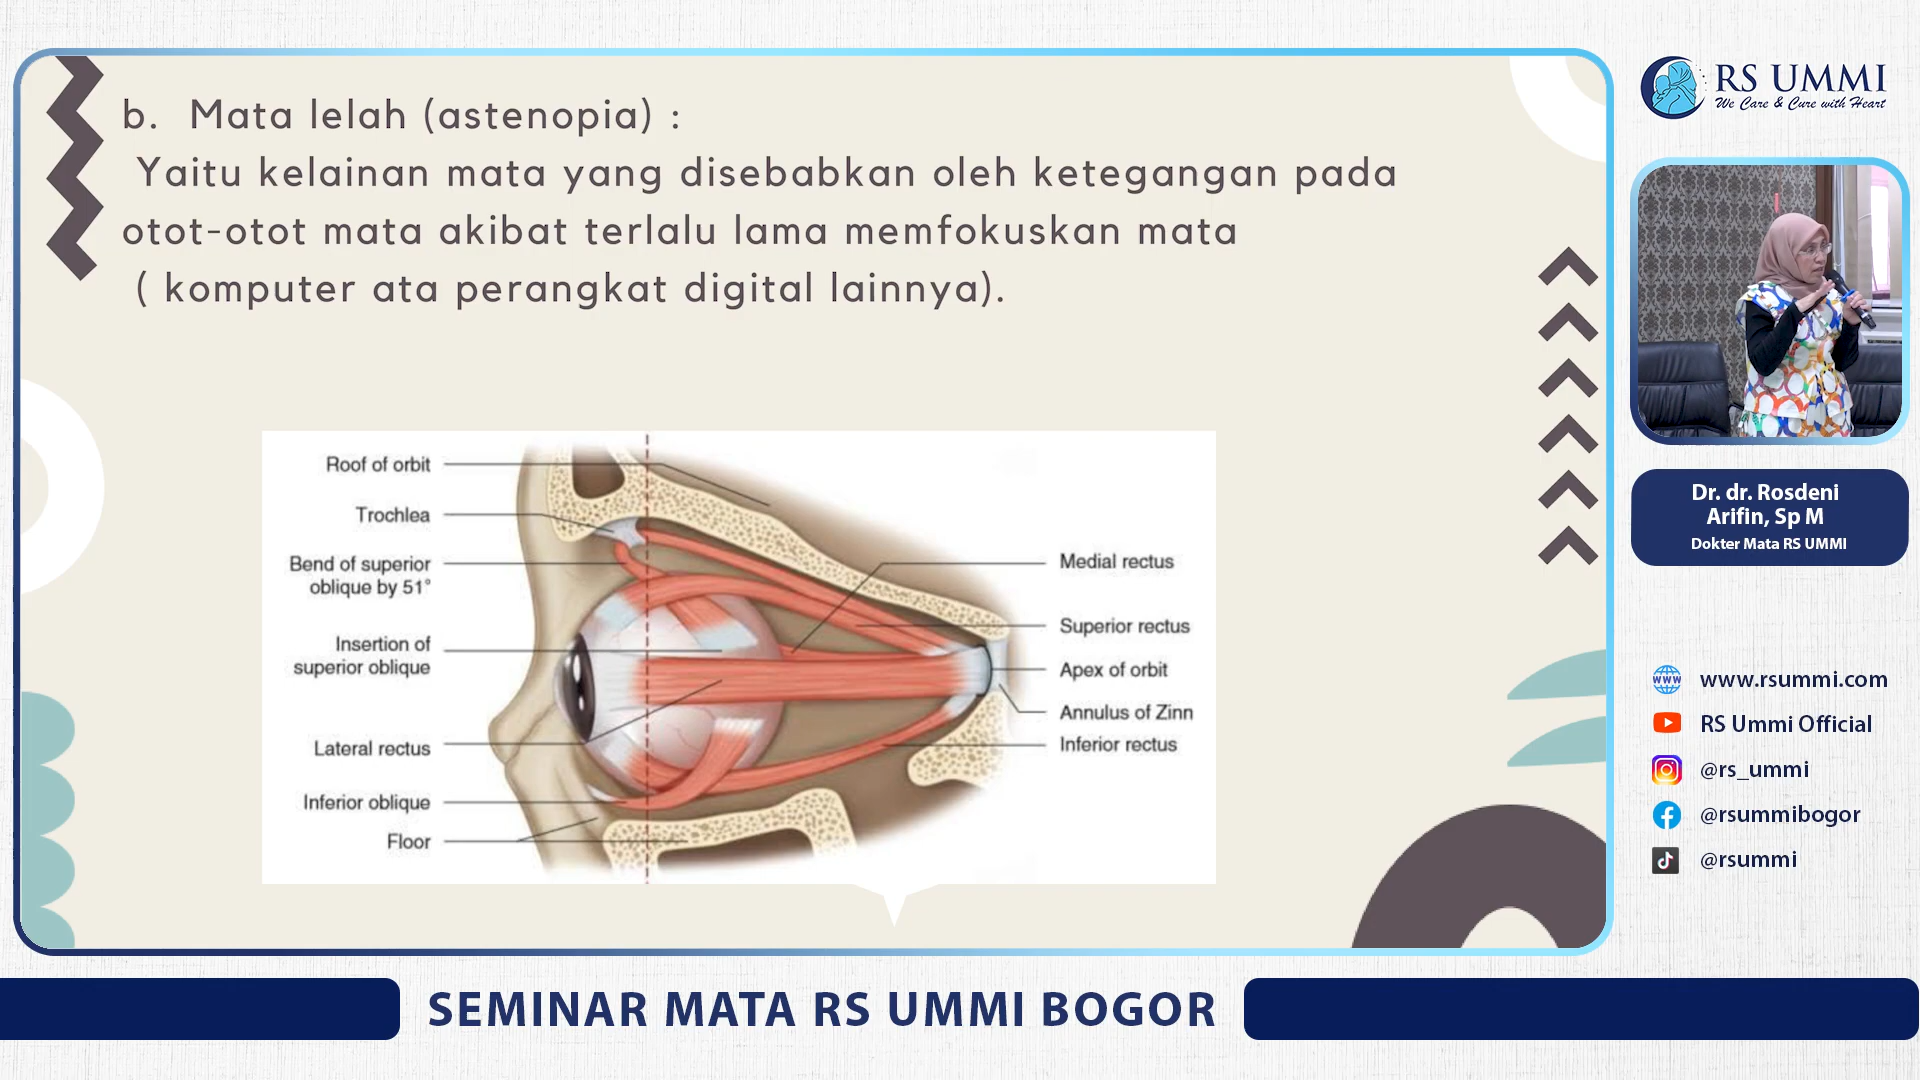 b. Mata lelah (astenopia) :
Yaitu kelainan mata yang disebabkan oleh ketegangan pada
otot-otot mata akibat terlalu lama memfokuskan mata
( komputer ata perangkat digital lainnya).
Roof of orbit
Trochlea
Bend of superior
oblique by 51°
Insertion of
superior oblique
Lateral rectus
Inferior oblique
Floor
Medial rectus
Superior rectus
Apex of orbit
Annulus of Zinn
Inferior rectus
RS UMMI
We Care & Cure with Heart
Dr. dr. Rosdeni
Arifin, Sp M
Dokter Mata RS UMMI
www
www.rsummi.com
RS Ummi Official
@rs_ummi
@rsummibogor
@rsummi
SEMINAR MATA RS UMMI BOGOR